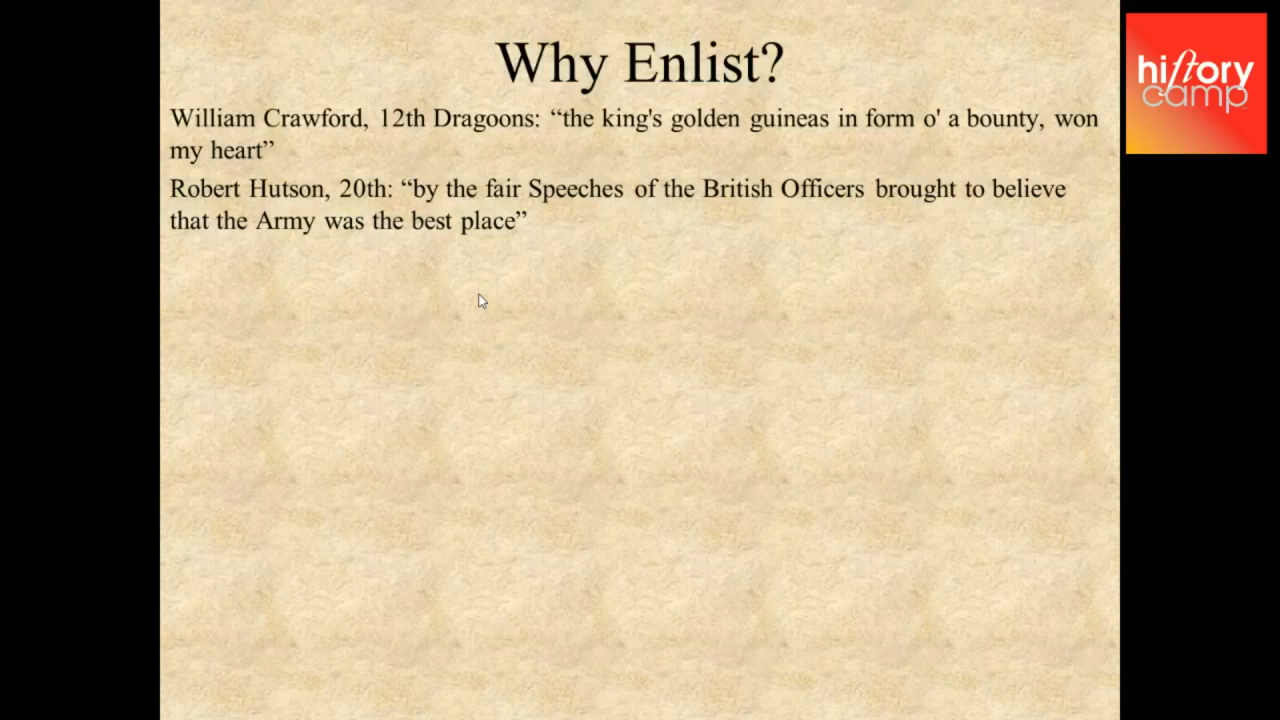 Why Enlist?
William Crawford, 12th Dragoons: “the king's golden guineas in form o' a bounty, won
my heart”
Robert Hutson, 20th: “by the fair Speeches of the British Officers brought to believe
that the Army was the best place”
hiſtory
camp